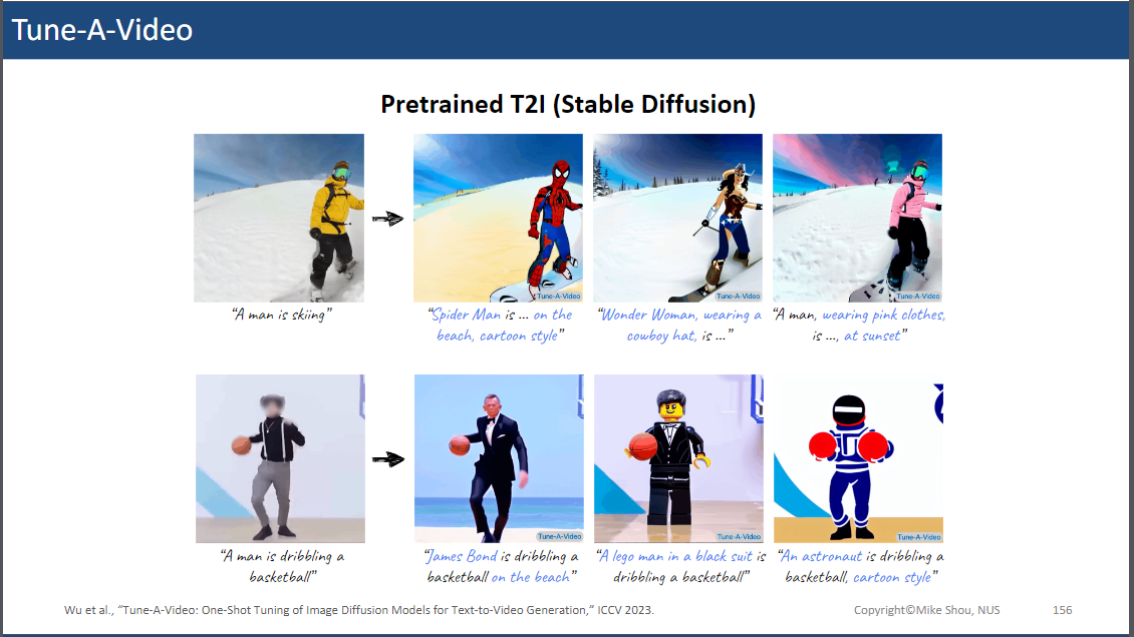 Tune-A-Video
Pretrained T2I (Stable Diffusion)
Tune-A-Video
Tune-A-Video
Tune-A-Video
“A man is skiing”
“Spider Man is ... on the
beach, cartoon style”
“Wonder Woman, wearing a
cowboy hat, is ...”
“A man, wearing pink clothes,
is ..., at sunset”
Tune-A-Video
Tune-A-Video
Tune-A-Video
“A man is dribbling a
basketball”
“James Bond is dribbling a
basketball on the beach”
“A lego man in a black suit is
dribbling a basketball”
“An astronaut is dribbling a
basketball, cartoon style”
Wu et al., “Tune-A-Video: One-Shot Tuning of Image Diffusion Models for Text-to-Video Generation,” ICCV 2023.
Copyright©Mike Shou, NUS
156